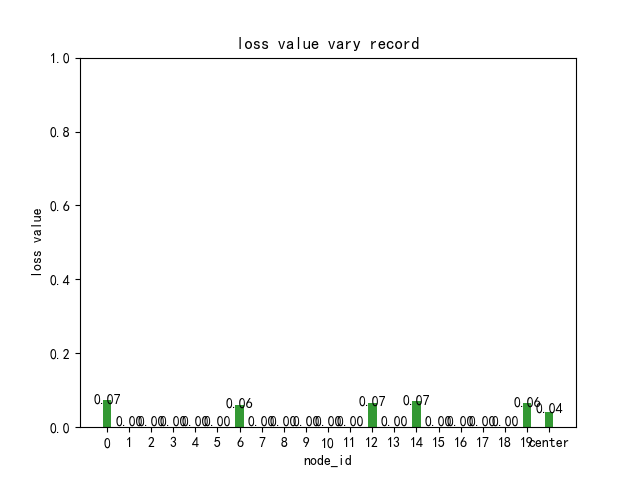 loss value vary record
loss value
1.0
0.8
0.6
0.4
0.2
0.0
0.07 0.00 0.00 0.00 0.00 0.00 0.06 0.00 0.00 0.00 0.00 0.00 0.07 0.00 0.07 0.00 0.00 0.00 0.00 0.06 0.04
0 1 2 3 4 5 6 7 8 9 10 11 12 13 14 15 16 17 18 19 center
node_id